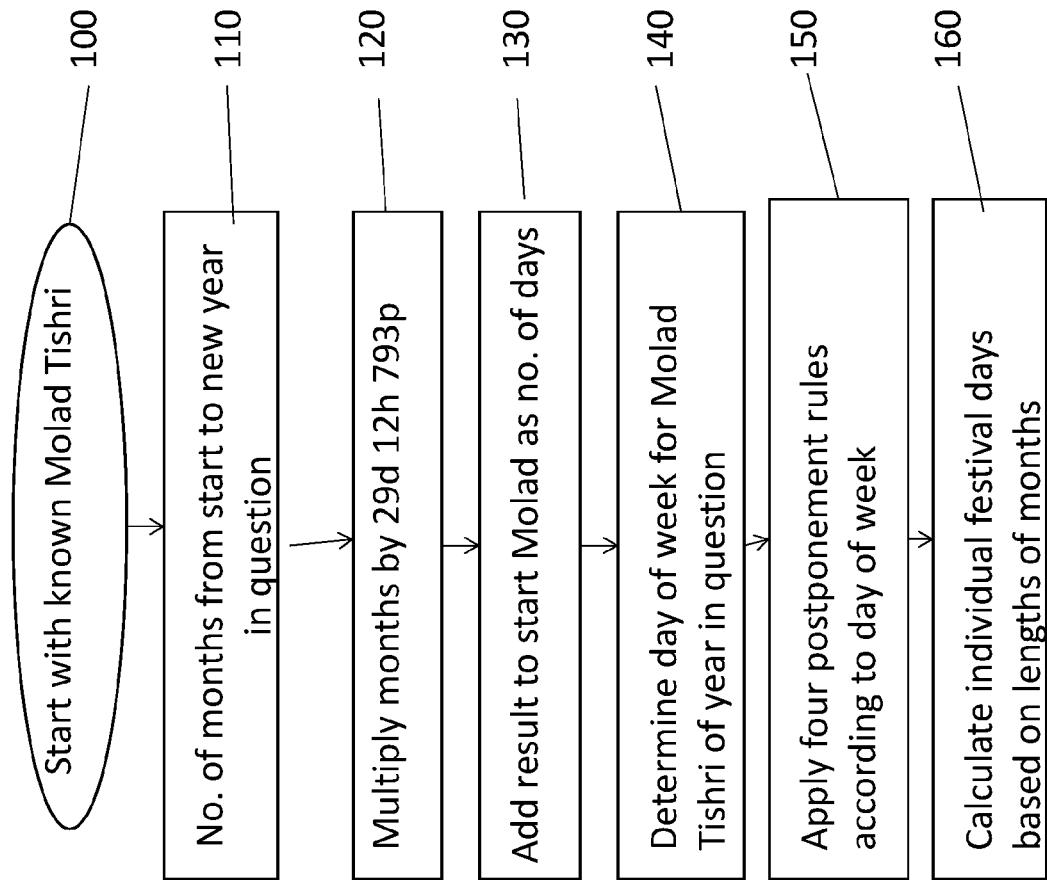 Start with known Molad Tishri
100
No. of months from start to new year
in question
110
Multiply months by 29d 12h 793p
120
Add result to start Molad as no. of days
130
Determine day of week for Molad
Tishri of year in question
140
Apply four postponement rules
according to day of week
150
Calculate individual festival days
based on lengths of months
160